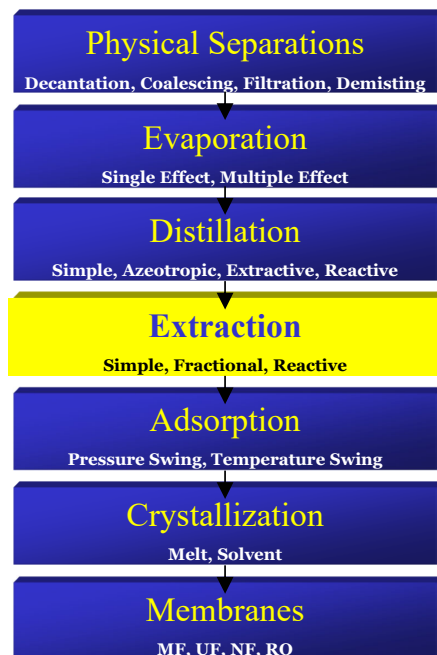 Physical Separations
Decantation, Coalescing, Filtration, Demisting
Evaporation
Single Effect, Multiple Effect
Distillation
Simple, Azeotropic, Extractive, Reactive
Extraction
Simple, Fractional, Reactive
Adsorption
Pressure Swing, Temperature Swing
Crystallization
Melt, Solvent
Membranes
MF, UF, NF, RO